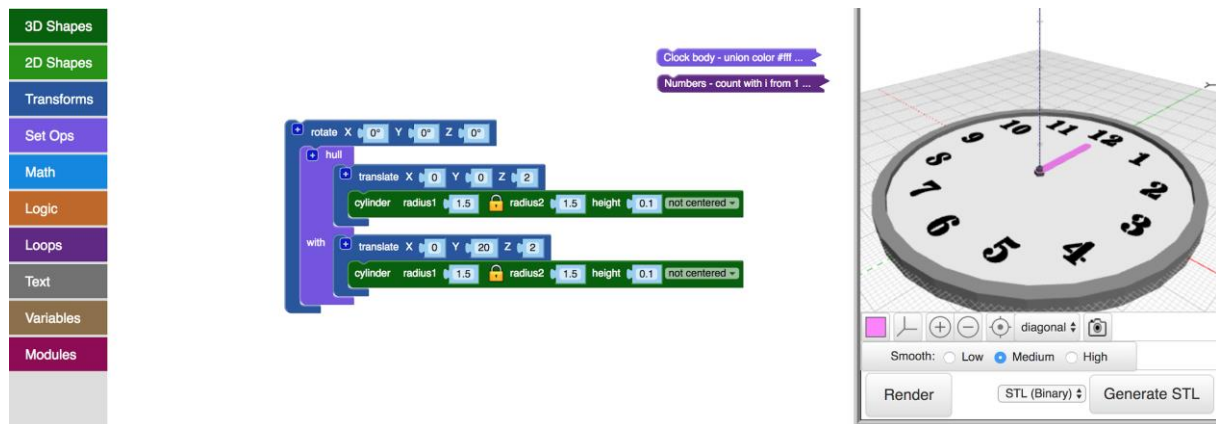 3D Shapes
2D Shapes
Transforms
Set Ops
Math
Logic
Loops
Text
Variables
Modules
Clock body - union color #fff ...
Numbers - count with i from 1 ...
+ rotate X 0° Y 0° Z 0°
+ hull
+ translate X 0 Y 0 Z 2
cylinder radius1 1.5 radius2 1.5 height 0.1 not centered
with + translate X 0 Y 20 Z 2
cylinder radius1 1.5 radius2 1.5 height 0.1 not centered
10 11 12
9 1
8 2
7 3
6 5 4
diagonal
Smooth: Low Medium High
Render STL (Binary) Generate STL